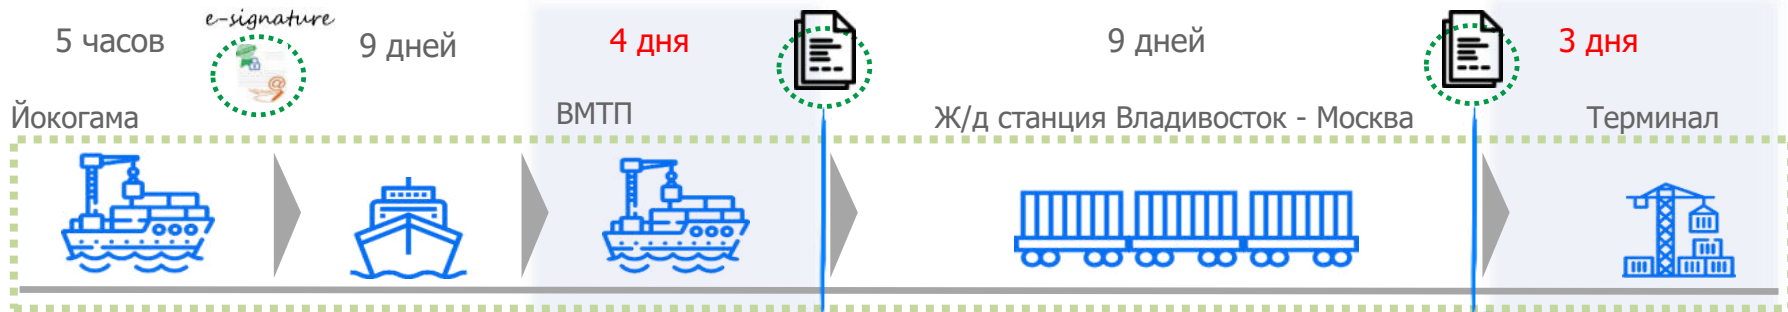 e-signature
5 часов
9 дней
4 дня
9 дней
3 дня
Йокогама
ВМТП
Ж/д станция Владивосток - Москва
Терминал